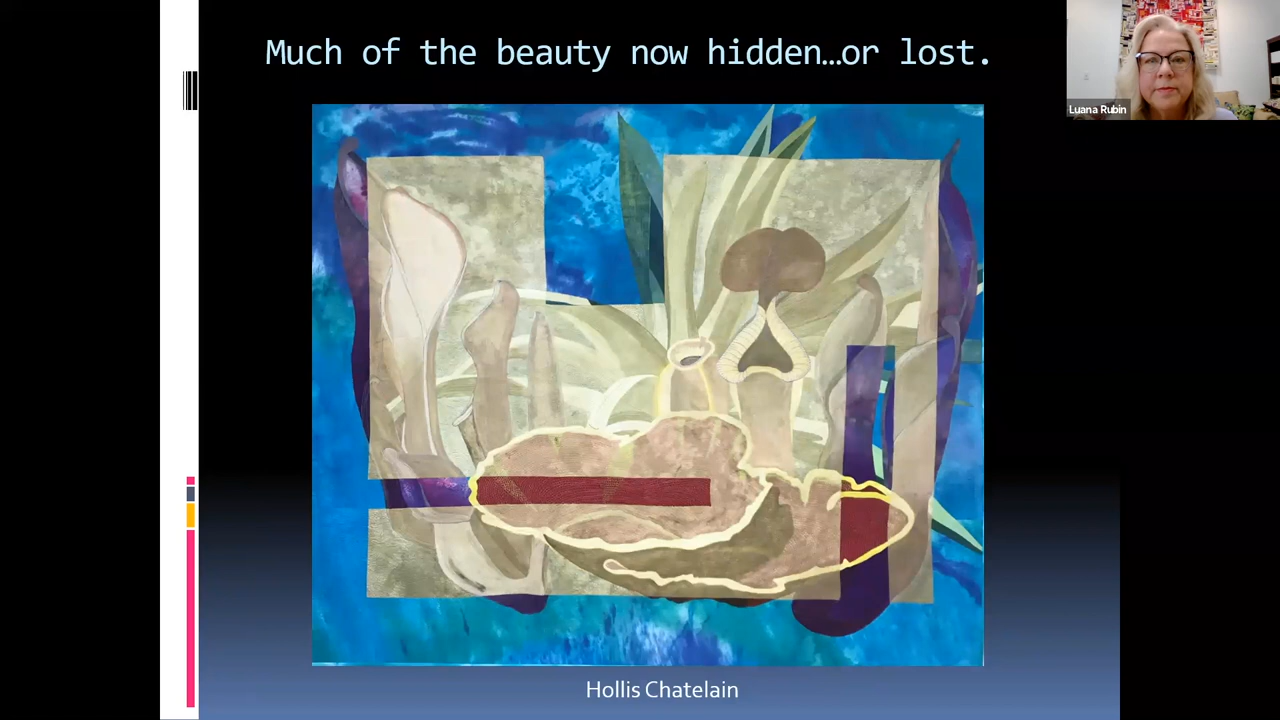 Much of the beauty now hidden…or lost.
Luana Rubin
Hollis Chatelain